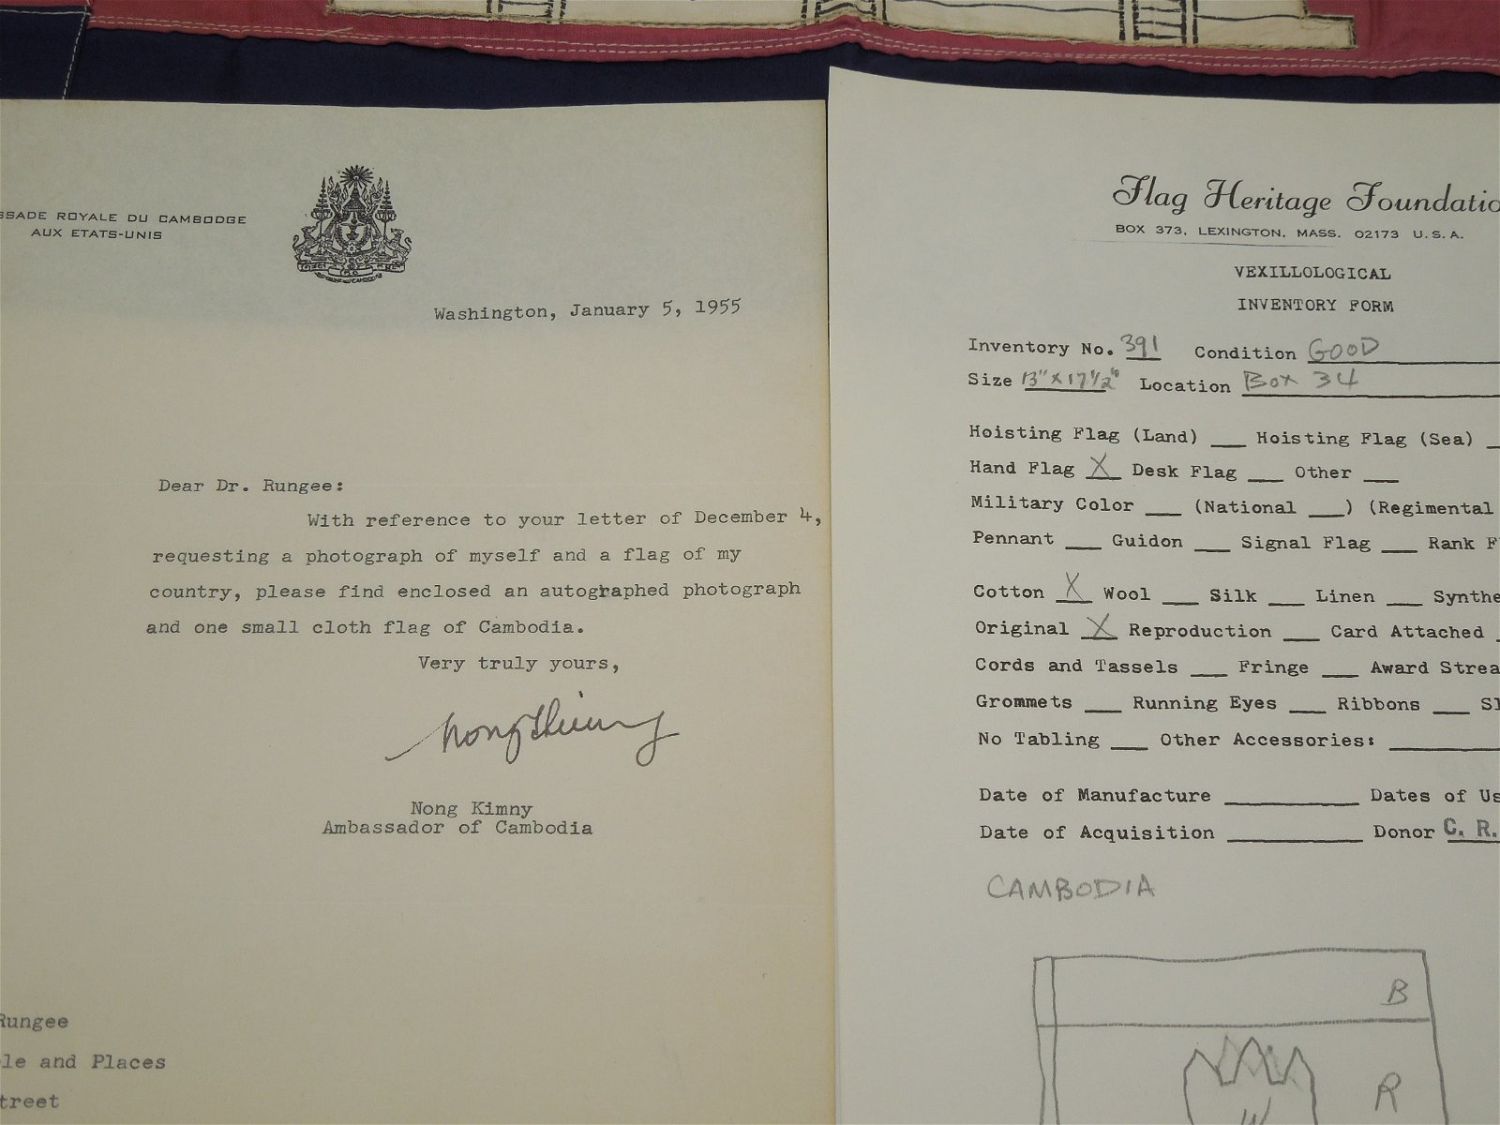 ROYALE DU CAMBODGE
AUX ETATS-UNIS
Washington, January 5, 1955
Dear Dr. Rungee:
With reference to your letter of December 4,
requesting a photograph of myself and a flag of my
country, please find enclosed an autographed photograph
and one small cloth flag of Cambodia.
Very truly yours,
Nong Kimny
Nong Kimny
Ambassador of Cambodia
Rungee
and Places
Flag Heritage Foundatio
BOX 373, LEXINGTON, MASS. 02173 U.S.A.
VEXILLOLOGICAL
INVENTORY FORM
Inventory No. 391 Condition GOOD
Size 13" x 17 1/2" Location Box 34
Hoisting Flag (Land) ___ Hoisting Flag (Sea)
Hand Flag X Desk Flag ___ Other ___
Military Color ___ (National ___) (Regimental
Pennant ___ Guidon ___ Signal Flag ___ Rank F
Cotton X Wool ___ Silk ___ Linen ___ Synthe
Original X Reproduction ___ Card Attached
Cords and Tassels ___ Fringe ___ Award Strea
Grommets ___ Running Eyes ___ Ribbons ___
No Tabling ___ Other Accessories: ___
Date of Manufacture ___ Dates of Us
Date of Acquisition ___ Donor C. R.
CAMBODIA
B
R
W